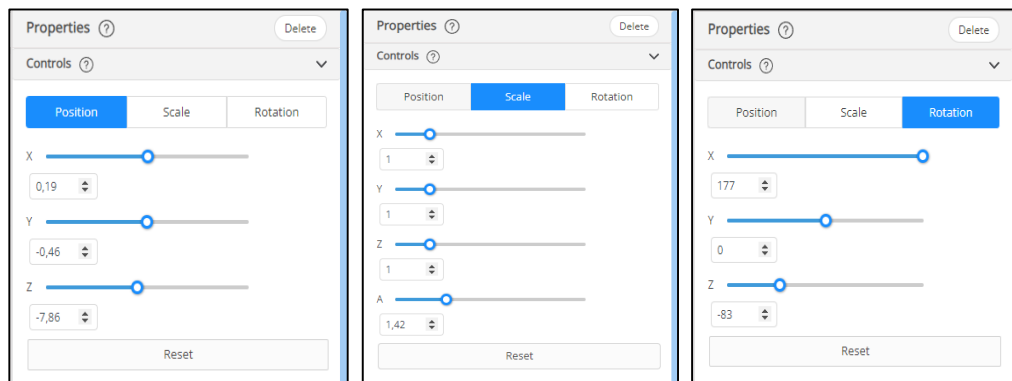 Properties ? Delete
Controls ?
Position Scale Rotation
X
0,19
Y
-0,46
Z
-7,86
Reset
Properties ? Delete
Controls ?
Position Scale Rotation
X
1
Y
1
Z
1
A
1,42
Reset
Properties ? Delete
Controls ?
Position Scale Rotation
X
177
Y
0
Z
-83
Reset